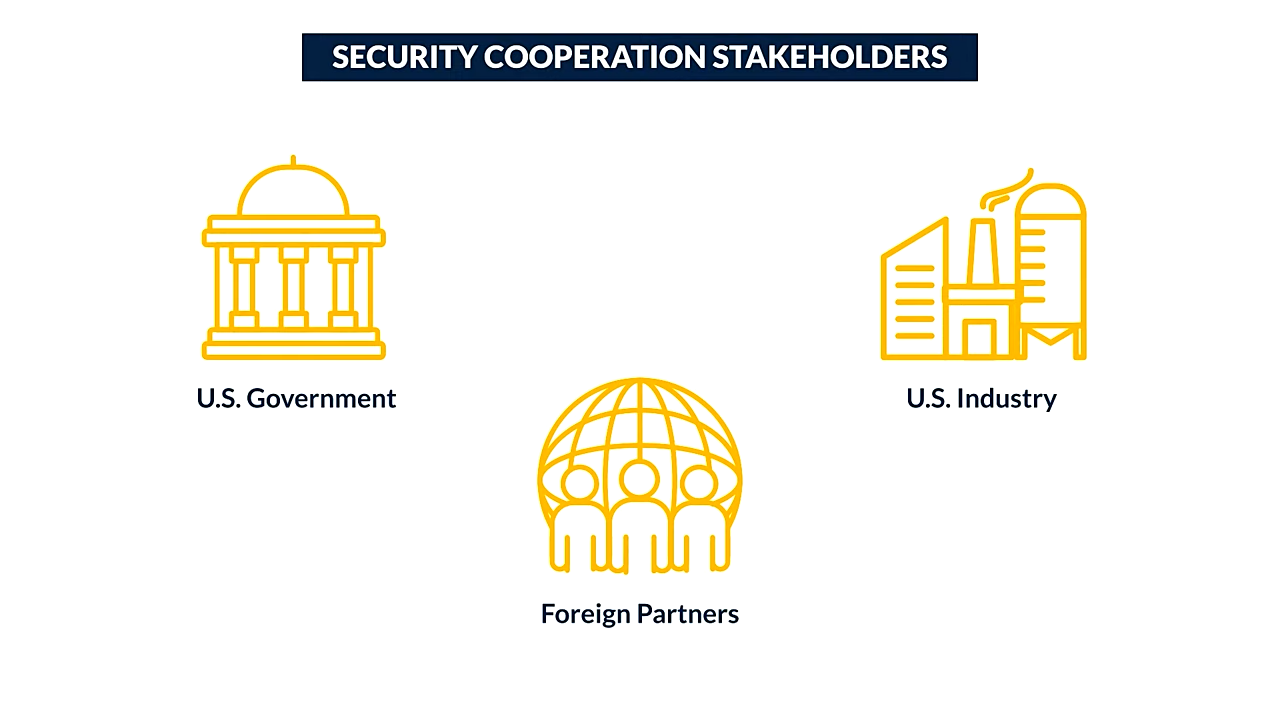 SECURITY COOPERATION STAKEHOLDERS
U.S. Government
U.S. Industry
Foreign Partners